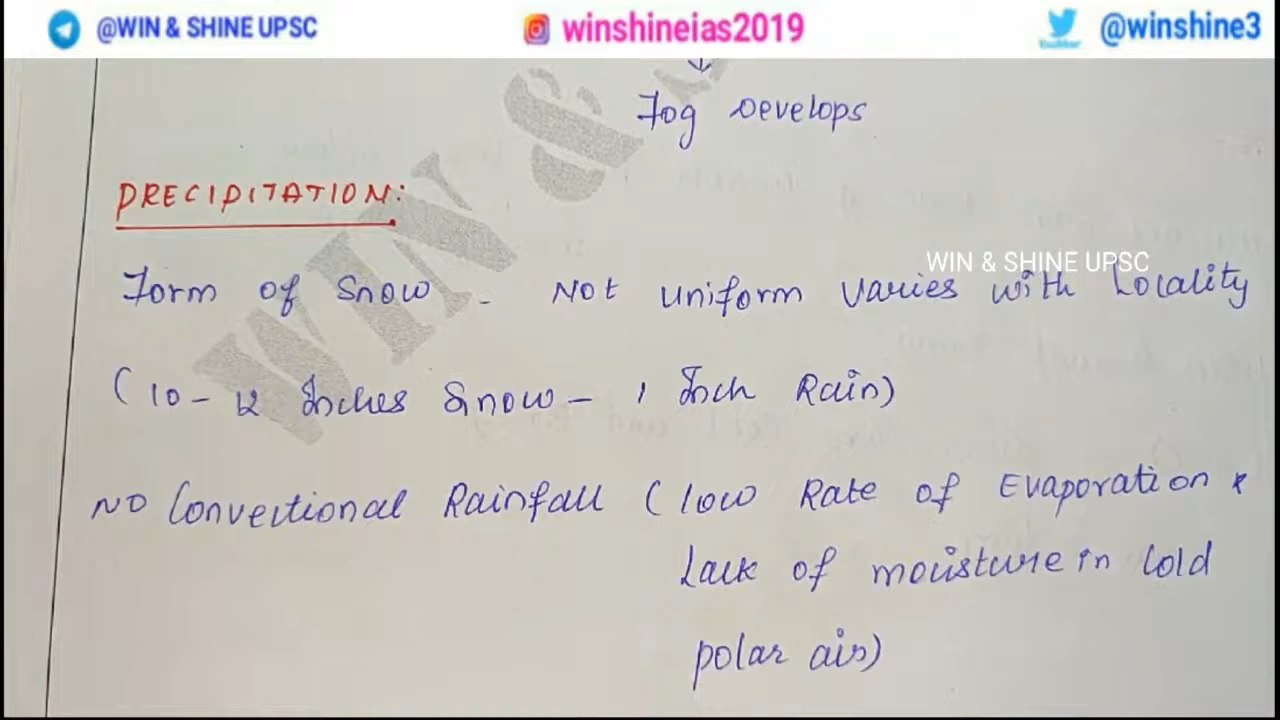 @WIN & SHINE UPSC winshineias2019 @winshine3
Fog Develops
PRECIPITATION:
WIN & SHINE UPSC
Form of Snow - Not uniform varies with Locality
(10-12 Inches Snow - 1 Inch Rain)
NO Convectional Rainfall (low Rate of Evaporation &
Lack of moisture in Cold
polar air)
WIN &